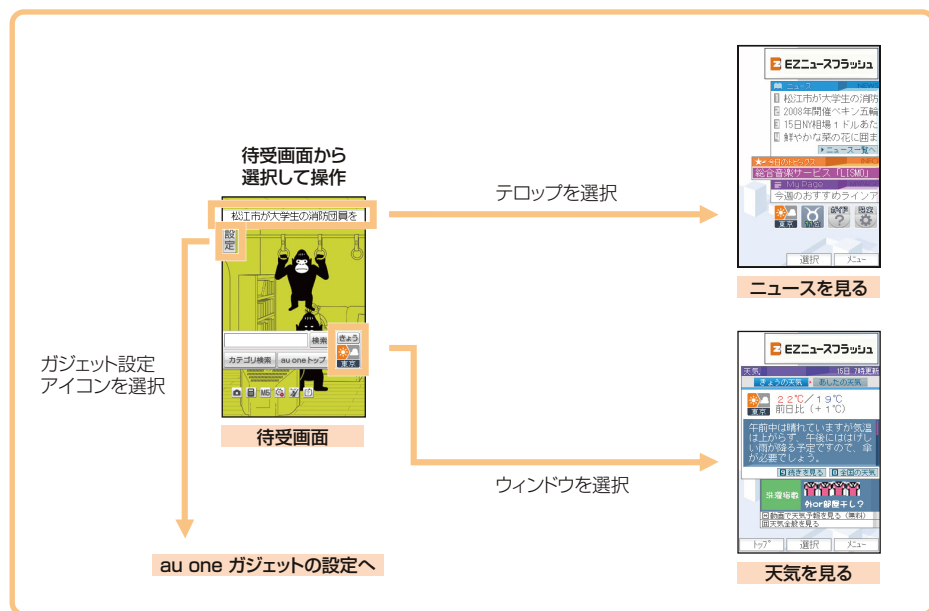 待受画面から
選択して操作
松江市が大学生の消防団員を
設定
検索
きょう
カテゴリ検索
au oneトップ
東京
待受画面
テロップを選択
ガジェット設定
アイコンを選択
ウィンドウを選択
au one ガジェットの設定へ
EZニュースフラッシュ
ニュース
松江市が大学生の消防
2008年開催ペキン五輪
15日NY相場1ドルあた
鮮やかな菜の花に囲ま
▶ニュース一覧へ
今日のトピックス
総合音楽サービス「LISMO」
My Page
今週のおすすめラインア
東京
選択
メニュー
ニュースを見る
EZニュースフラッシュ
天気
15日 7時更新
きょうの天気
あしたの天気
東京
22℃/19℃
前日比(+1℃)
午前中は晴れていますが気温
は上がらず、午後にははげし
い雨が降る予定ですので、傘
が必要でしょう。
続きを見る
全国の天気
洗濯指数
外or部屋干し?
動画で天気予報を見る(無料)
天気全般を見る
トップ
選択
メニュー
天気を見る